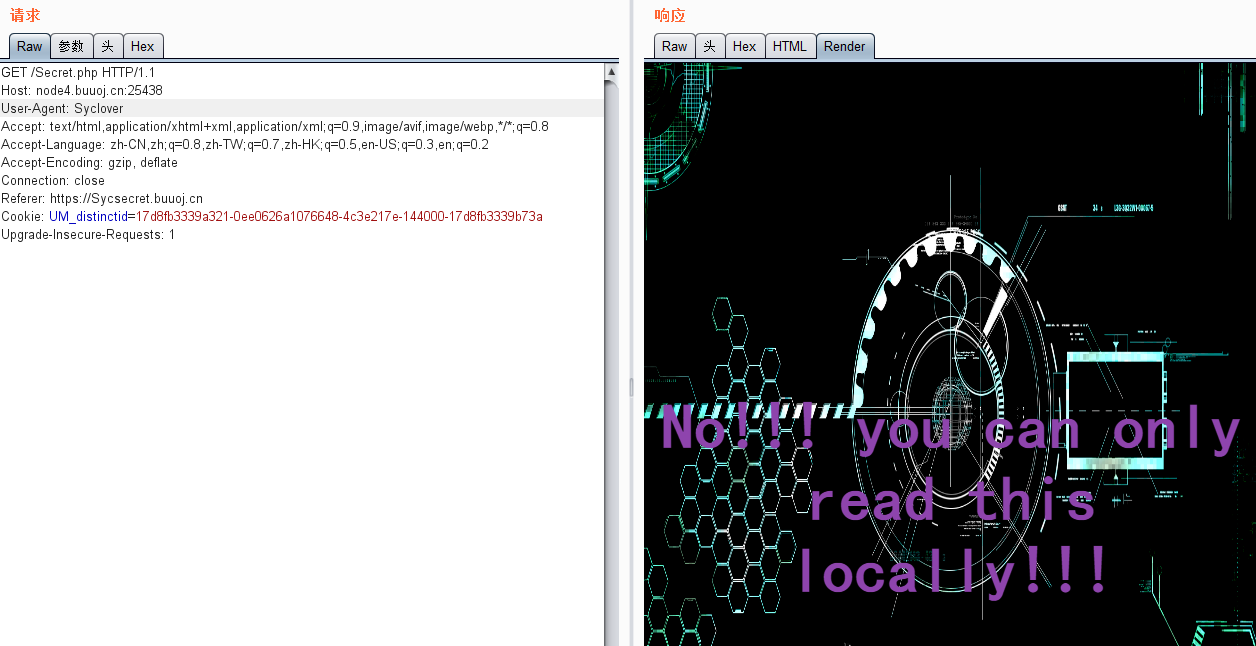 请求
Raw 参数 头 Hex
GET /Secret.php HTTP/1.1
Host: node4.buuoj.cn:25438
User-Agent: Syclover
Accept: text/html,application/xhtml+xml,application/xml;q=0.9,image/avif,image/webp,*/*;q=0.8
Accept-Language: zh-CN,zh;q=0.8,zh-TW;q=0.7,zh-HK;q=0.5,en-US;q=0.3,en;q=0.2
Accept-Encoding: gzip, deflate
Connection: close
Referer: https://Sycsecret.buuoj.cn
Cookie: UM_distinctid=17d8fb3339a321-0ee0626a1076648-4c3e217e-144000-17d8fb3339b73a
Upgrade-Insecure-Requests: 1
响应
Raw 头 Hex HTML Render
No!!! you can only
read this
locally!!!